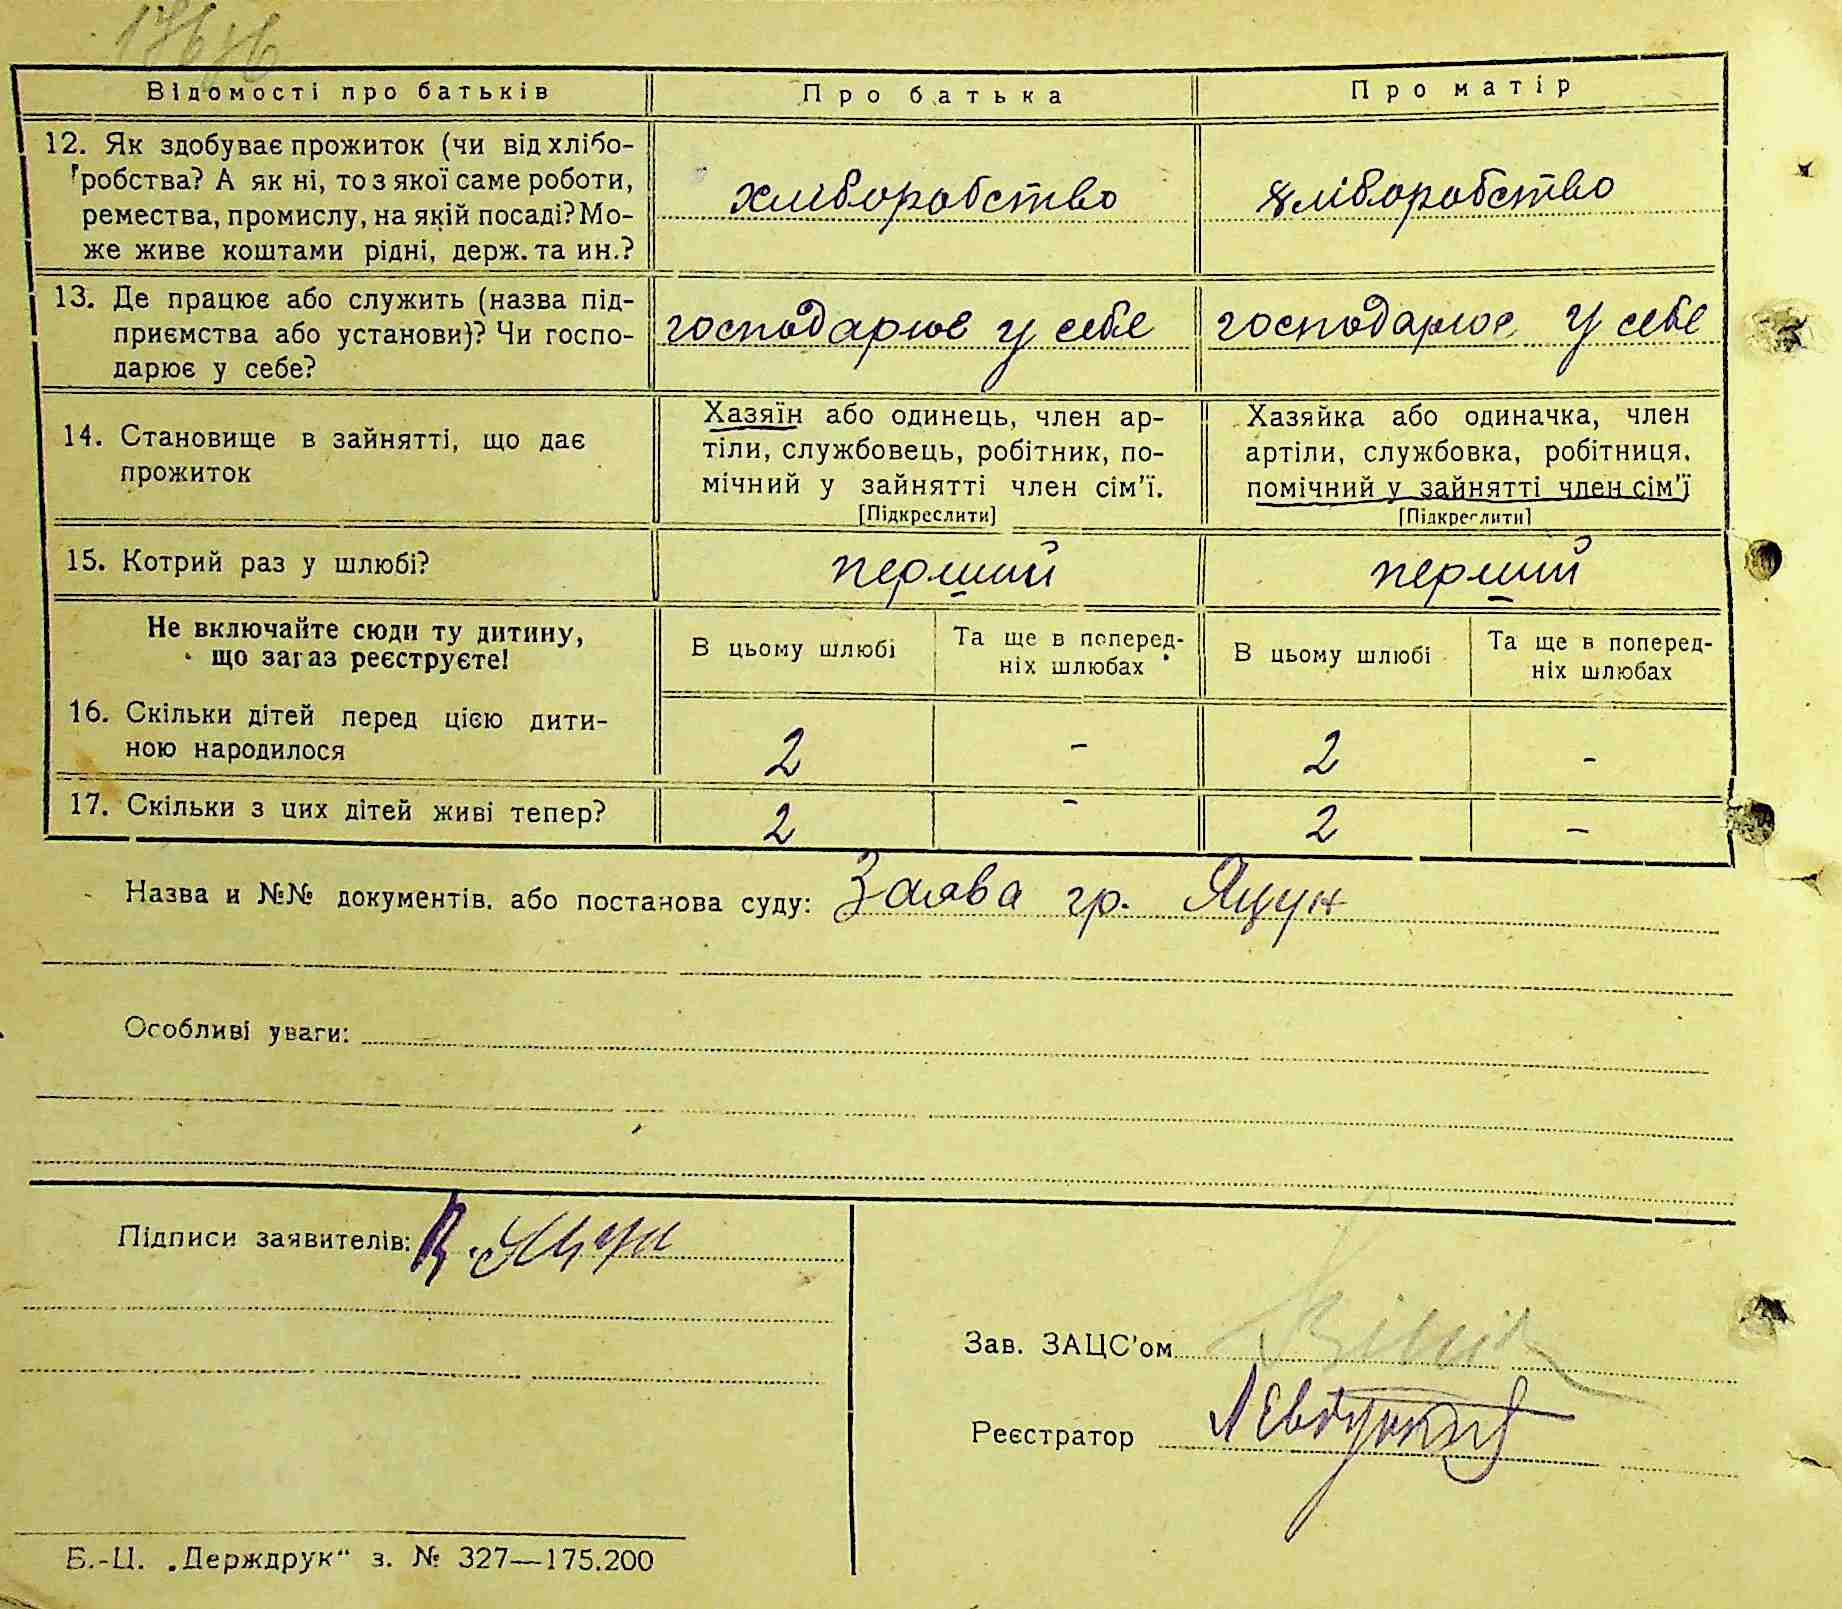 Відомості про батьків Про батька Про матір
12. Як здобуває прожиток (чи від хлібо-
робства? А як ні, то з якої саме роботи,
ремества, промислу, на якій посаді? Мо-
же живе коштами рідні, держ. та ин.?
хліборобство хліборобство
13. Де працює або служить (назва під-
приємства або установи)? Чи госпо-
дарює у себе?
господарює у себе господарює у себе
14. Становище в зайнятті, що дає
прожиток
Хазяїн або одинець, член ар-
тіли, службовець, робітник, по-
мічний у зайнятті член сім'ї.
[Підкреслити]
Хазяйка або одиначка, член
артіли, службовка, робітниця,
помічний у зайнятті член сім'ї
[Підкреслити]
15. Котрий раз у шлюбі? перший перший
Не включайте сюди ту дитину,
що зараз реєструєте!
В цьому шлюбі
Та ще в поперед-
ніх шлюбах
В цьому шлюбі
Та ще в поперед-
ніх шлюбах
16. Скільки дітей перед цією дити-
ною народилося
2 - 2 -
17. Скільки з цих дітей живі тепер? 2 - 2 -
Назва и №№ документів, або постанова суду: Заява гр. Яцун
Особливі уваги:
Підписи заявителів: В. Яцун
Зав. ЗАЦС'ом
Реєстратор
Б.-Ц. „Держдрук" з. № 327—175.200